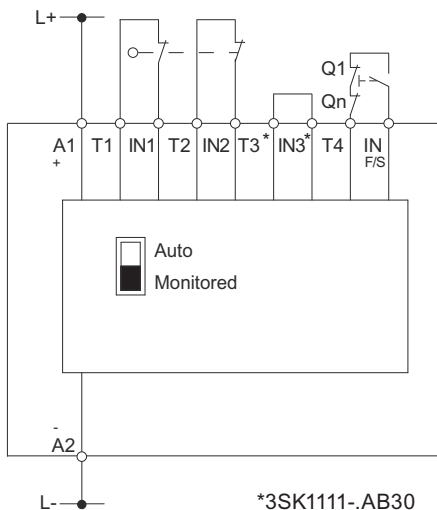 L+
Q1
Qn
A1 T1 IN1 T2 IN2 T3* IN3* T4 IN
+ F/S
Auto
Monitored
-
A2
L- *3SK1111-.AB30